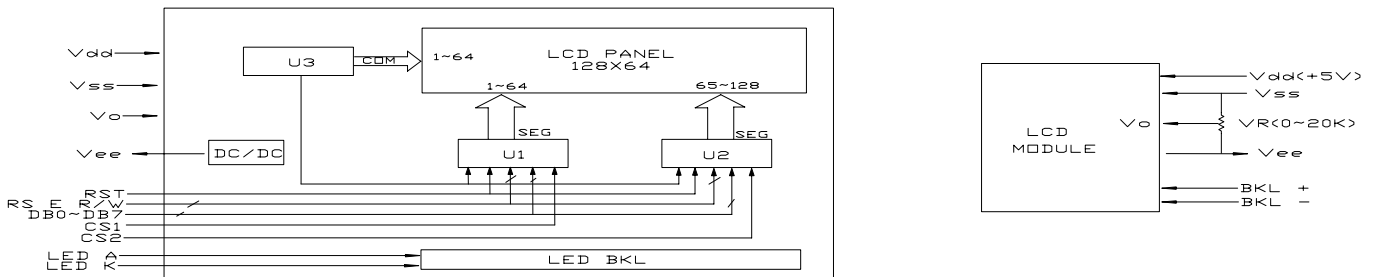 Vdd
Vss
Vo
Vee
DC/DC
U3
COM
1~64
LCD PANEL
128X64
1~64
65~128
SEG
SEG
U1
U2
RST
RS E R/W
DB0~DB7
CS1
CS2
LED A
LED K
LED BKL
LCD
MODULE
Vo
Vdd(+5V)
Vss
VR(0~20K)
Vee
BKL +
BKL -